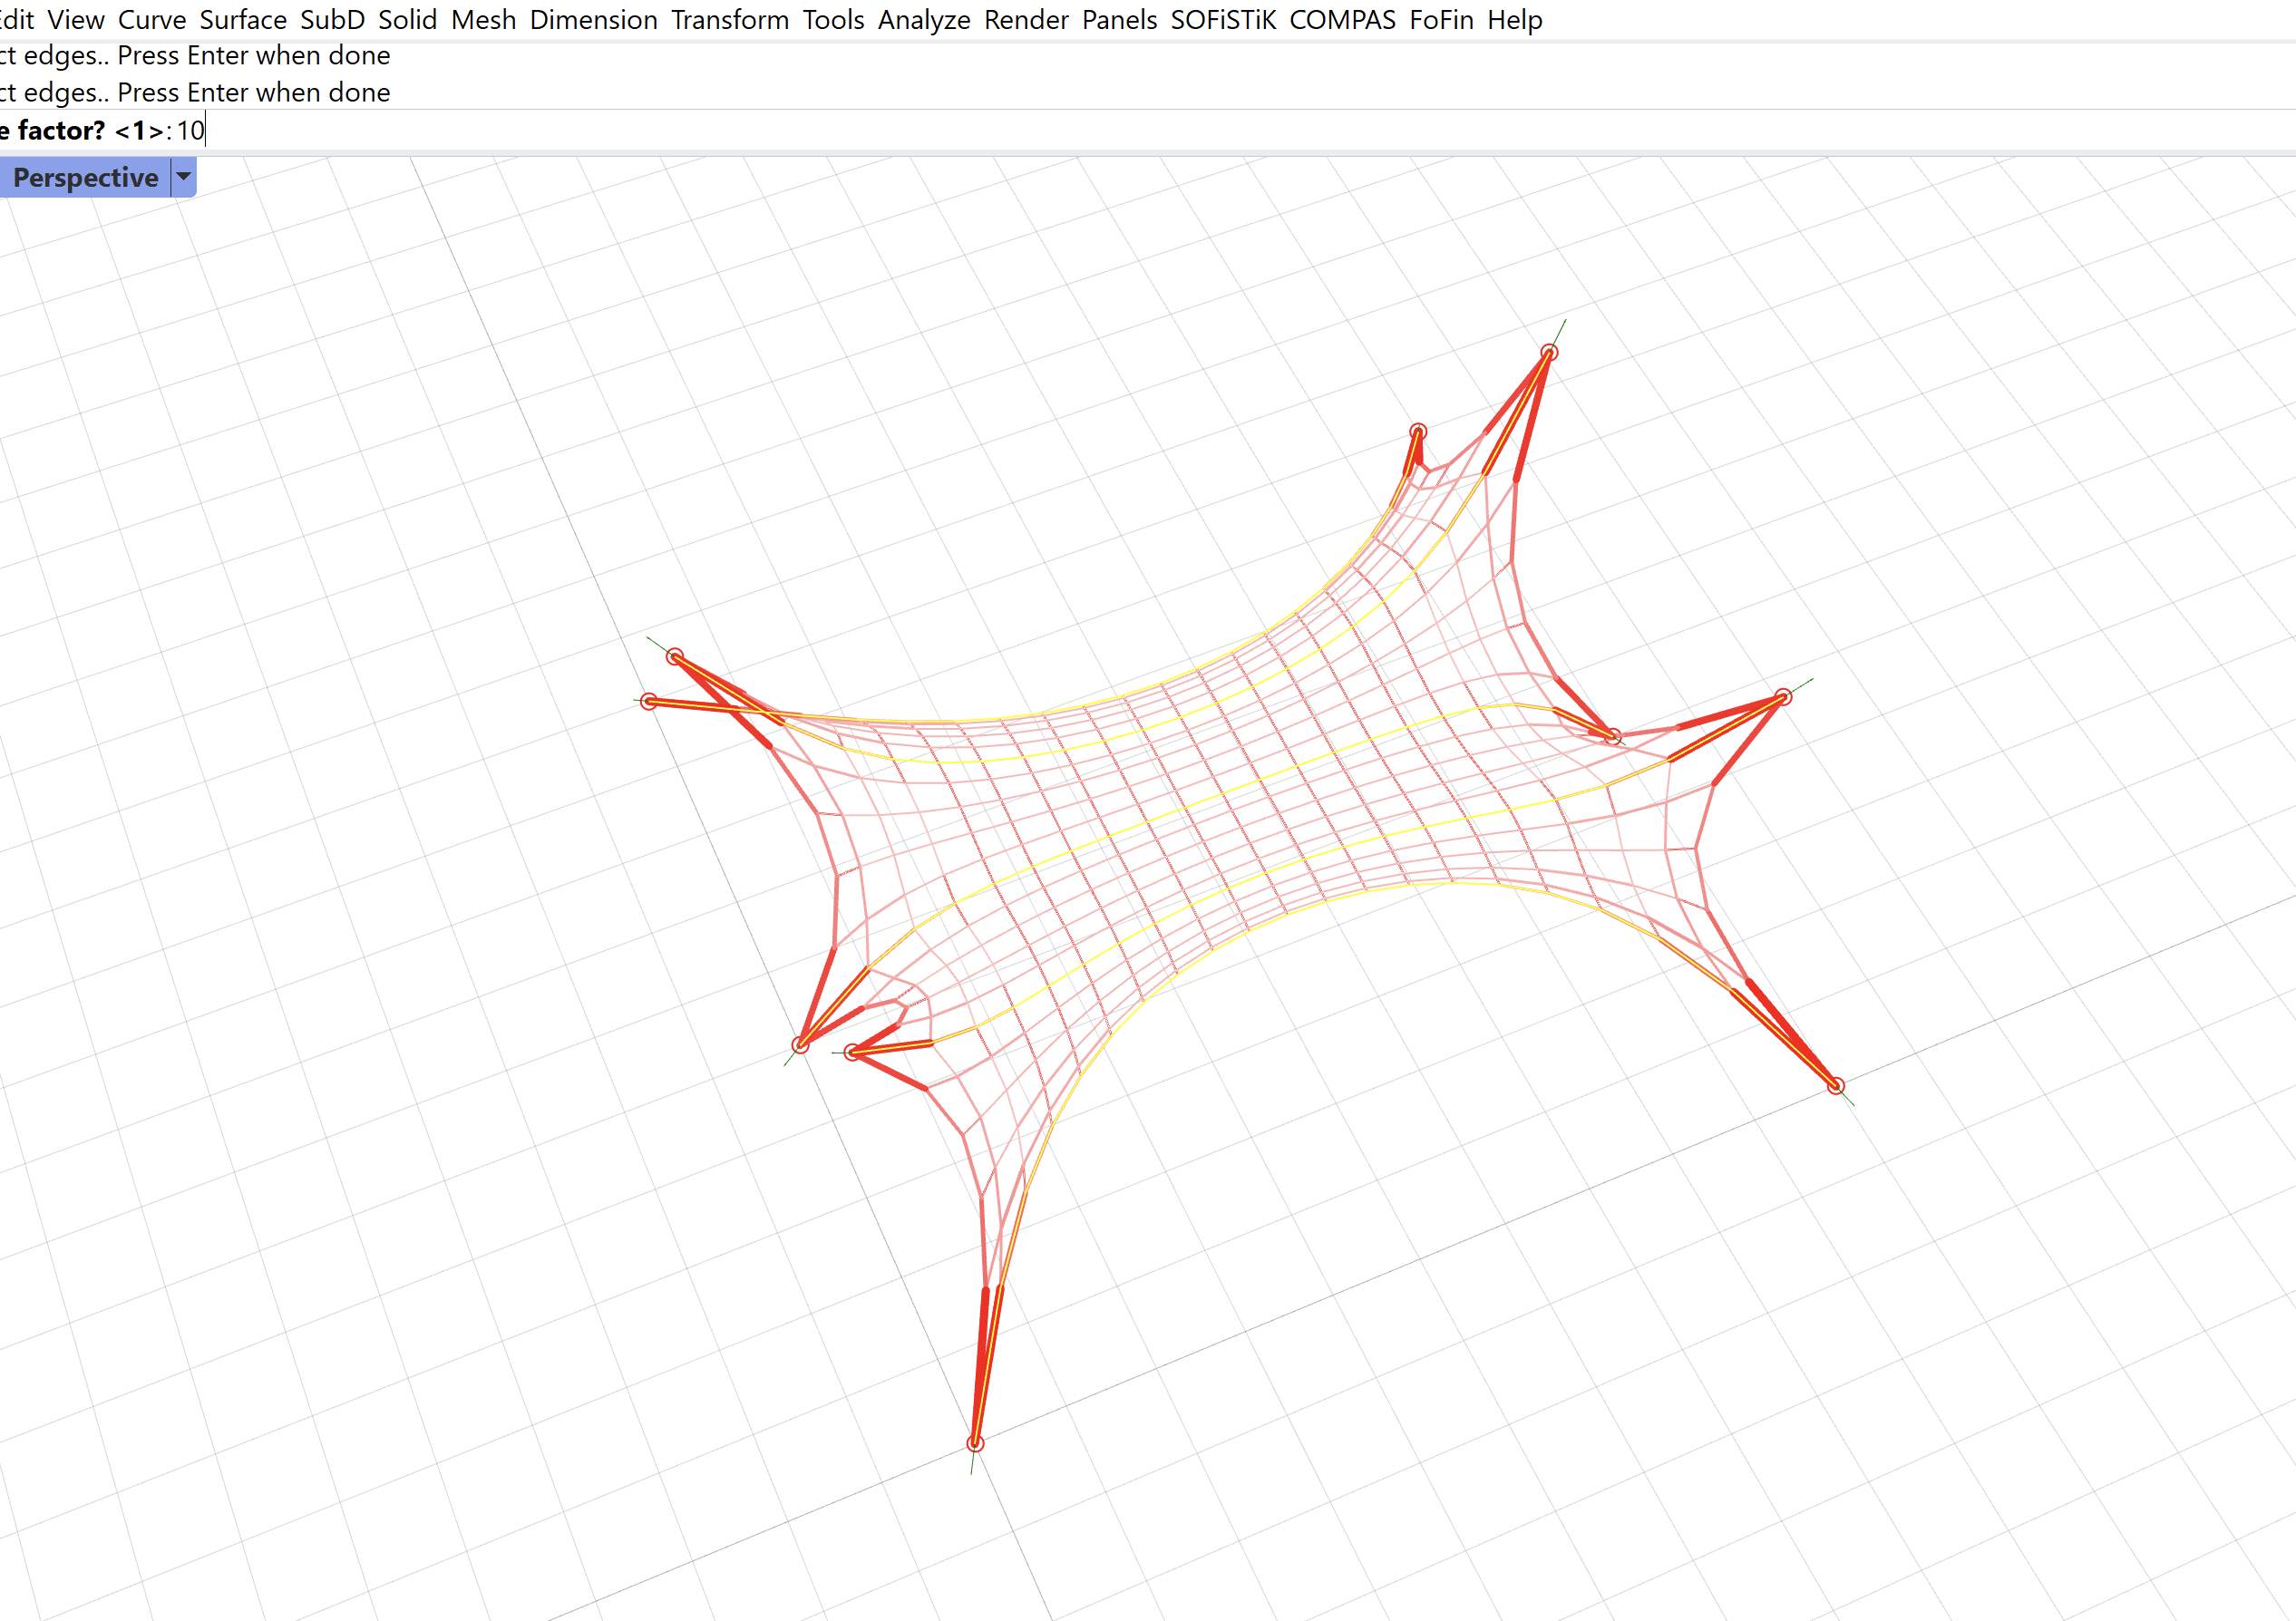 dit View Curve Surface SubD Solid Mesh Dimension Transform Tools Analyze Render Panels SOFiSTiK COMPAS FoFin Help
ct edges.. Press Enter when done
ct edges.. Press Enter when done
e factor? <1>: 10
Perspective